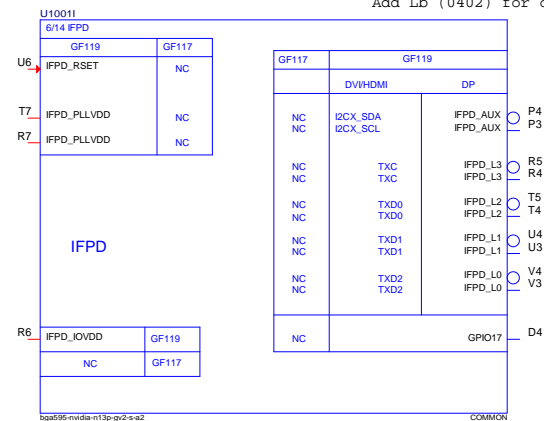 Add Lb (0402) for
U1001I
6/14 IFPD
GF119 GF117
U6 IFPD_RSET NC
T7 IFPD_PLLVDD NC
R7 IFPD_PLLVDD NC
IFPD
R6 IFPD_IOVDD GF119
NC GF117
GF117 GF119
DVI/HDMI DP
NC I2CX_SDA IFPD_AUX P4
NC I2CX_SCL IFPD_AUX P3
NC TXC IFPD_L3 R5
NC TXC IFPD_L3 R4
NC TXD0 IFPD_L2 T5
NC TXD0 IFPD_L2 T4
NC TXD1 IFPD_L1 U4
NC TXD1 IFPD_L1 U3
NC TXD2 IFPD_L0 V4
NC TXD2 IFPD_L0 V3
NC GPIO17 D4
bga595-nvidia-n13p-gv2-s-a2 COMMON